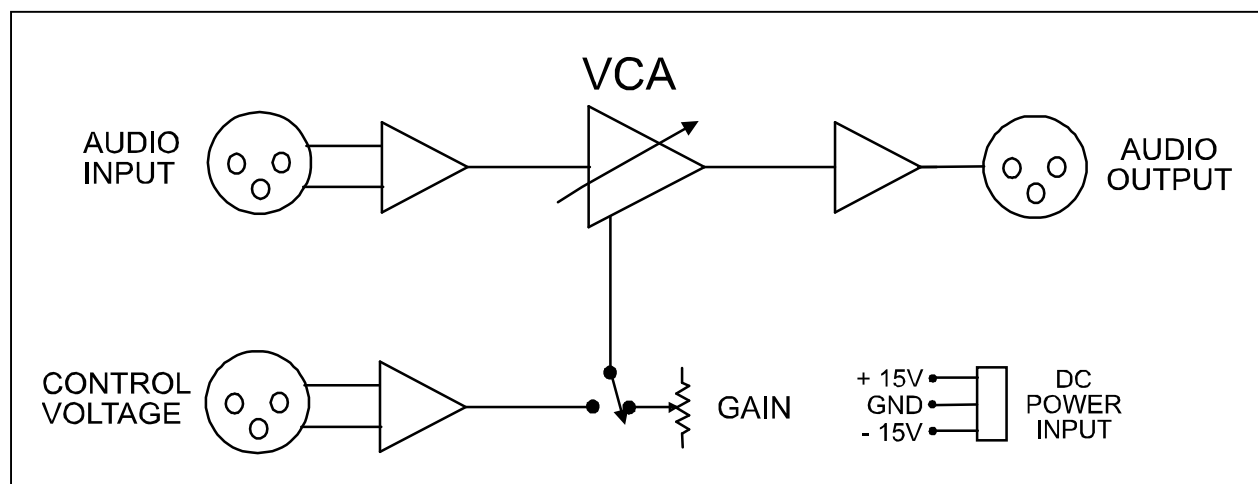 VCA
AUDIO
INPUT
AUDIO
OUTPUT
CONTROL
VOLTAGE
GAIN
+ 15V
GND
- 15V
DC
POWER
INPUT